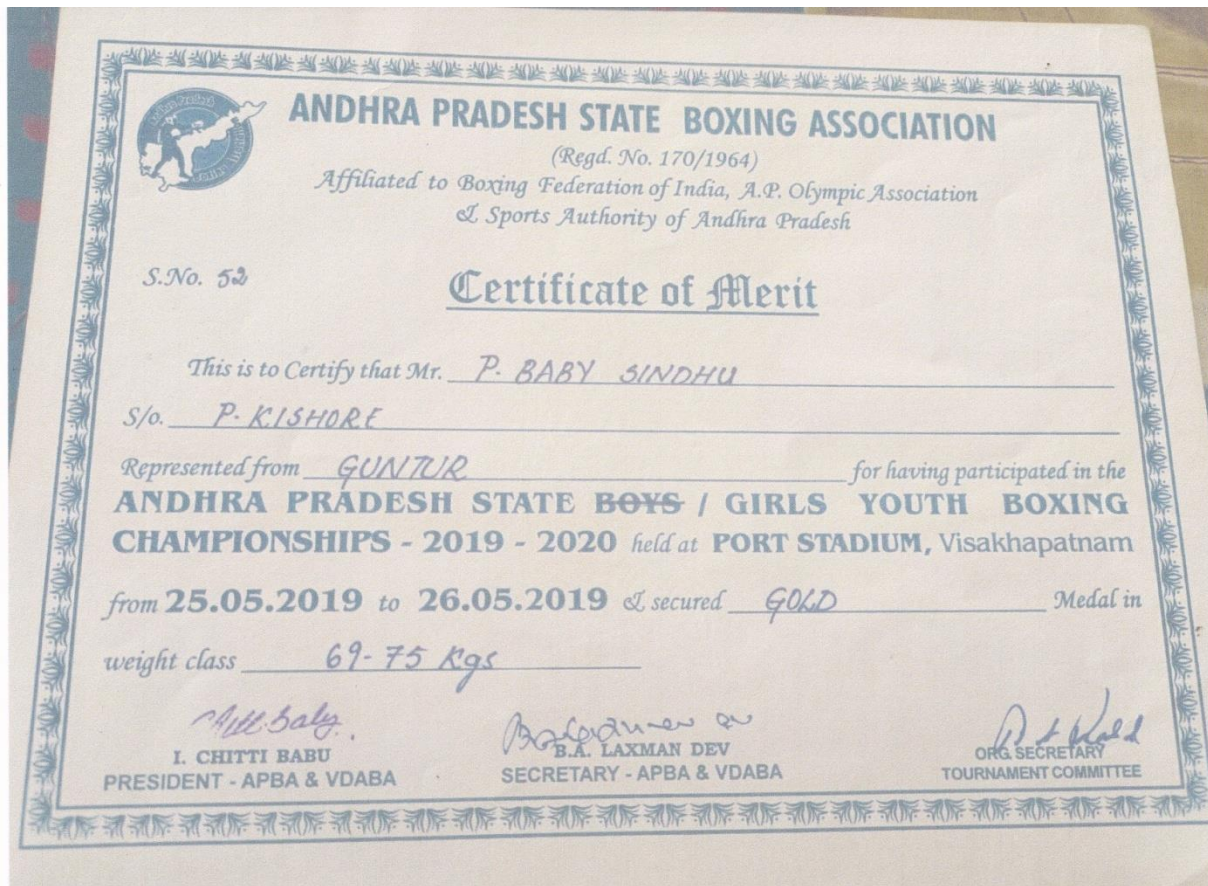 ANDHRA PRADESH STATE BOXING ASSOCIATION
(Regd. No. 170/1964)
Affiliated to Boxing Federation of India, A.P. Olympic Association
& Sports Authority of Andhra Pradesh
S.No. 52
Certificate of Merit
This is to Certify that Mr. P. BABY SINDHU
S/o. P. KISHORE
Represented from GUNTUR for having participated in the
ANDHRA PRADESH STATE BOYS / GIRLS YOUTH BOXING
CHAMPIONSHIPS - 2019 - 2020 held at PORT STADIUM, Visakhapatnam
from 25.05.2019 to 26.05.2019 & secured GOLD Medal in
weight class 69-75 Kgs
I. CHITTI BABU
PRESIDENT - APBA & VDABA
B.A. LAXMAN DEV
SECRETARY - APBA & VDABA
ORG. SECRETARY
TOURNAMENT COMMITTEE